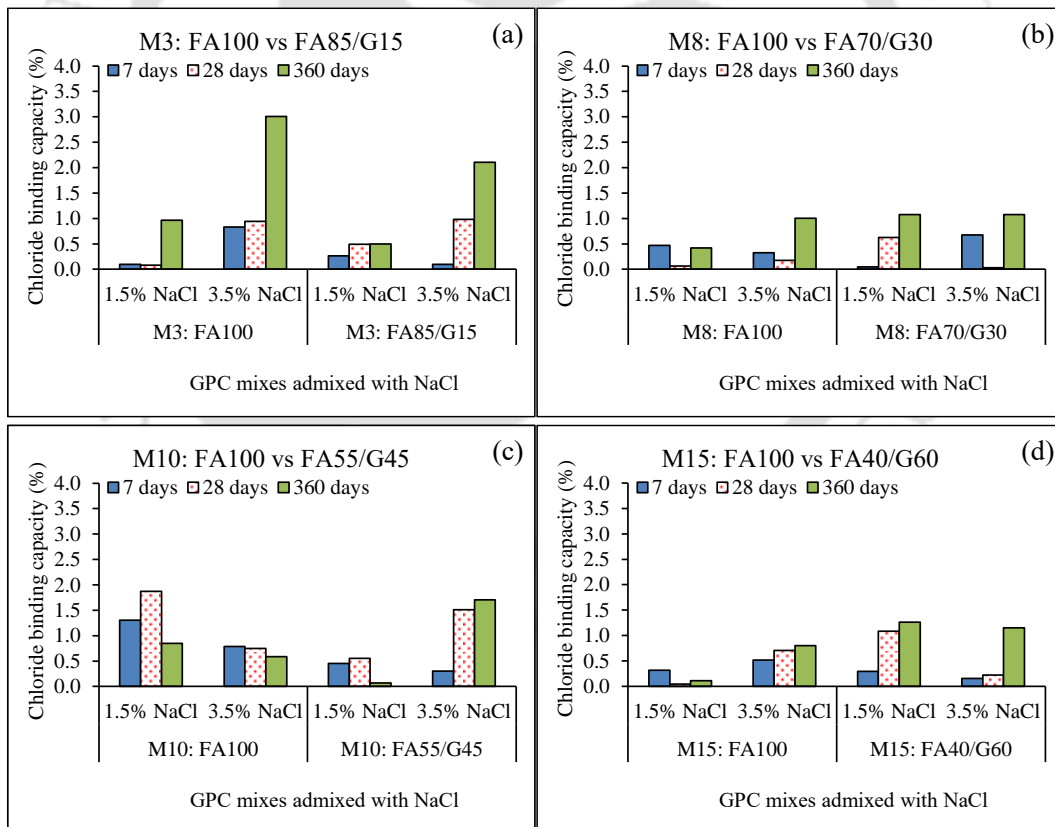 M3: FA100 vs FA85/G15
(a)
7 days 28 days 360 days
Chloride binding capacity (%)
4.0
3.5
3.0
2.5
2.0
1.5
1.0
0.5
0.0
1.5% NaCl 3.5% NaCl 1.5% NaCl 3.5% NaCl
M3: FA100 M3: FA85/G15
GPC mixes admixed with NaCl
M8: FA100 vs FA70/G30
(b)
7 days 28 days 360 days
Chloride binding capacity (%)
4.0
3.5
3.0
2.5
2.0
1.5
1.0
0.5
0.0
1.5% NaCl 3.5% NaCl 1.5% NaCl 3.5% NaCl
M8: FA100 M8: FA70/G30
GPC mixes admixed with NaCl
M10: FA100 vs FA55/G45
(c)
7 days 28 days 360 days
Chloride binding capacity (%)
4.0
3.5
3.0
2.5
2.0
1.5
1.0
0.5
0.0
1.5% NaCl 3.5% NaCl 1.5% NaCl 3.5% NaCl
M10: FA100 M10: FA55/G45
GPC mixes admixed with NaCl
M15: FA100 vs FA40/G60
(d)
7 days 28 days 360 days
Chloride binding capacity (%)
4.0
3.5
3.0
2.5
2.0
1.5
1.0
0.5
0.0
1.5% NaCl 3.5% NaCl 1.5% NaCl 3.5% NaCl
M15: FA100 M15: FA40/G60
GPC mixes admixed with NaCl